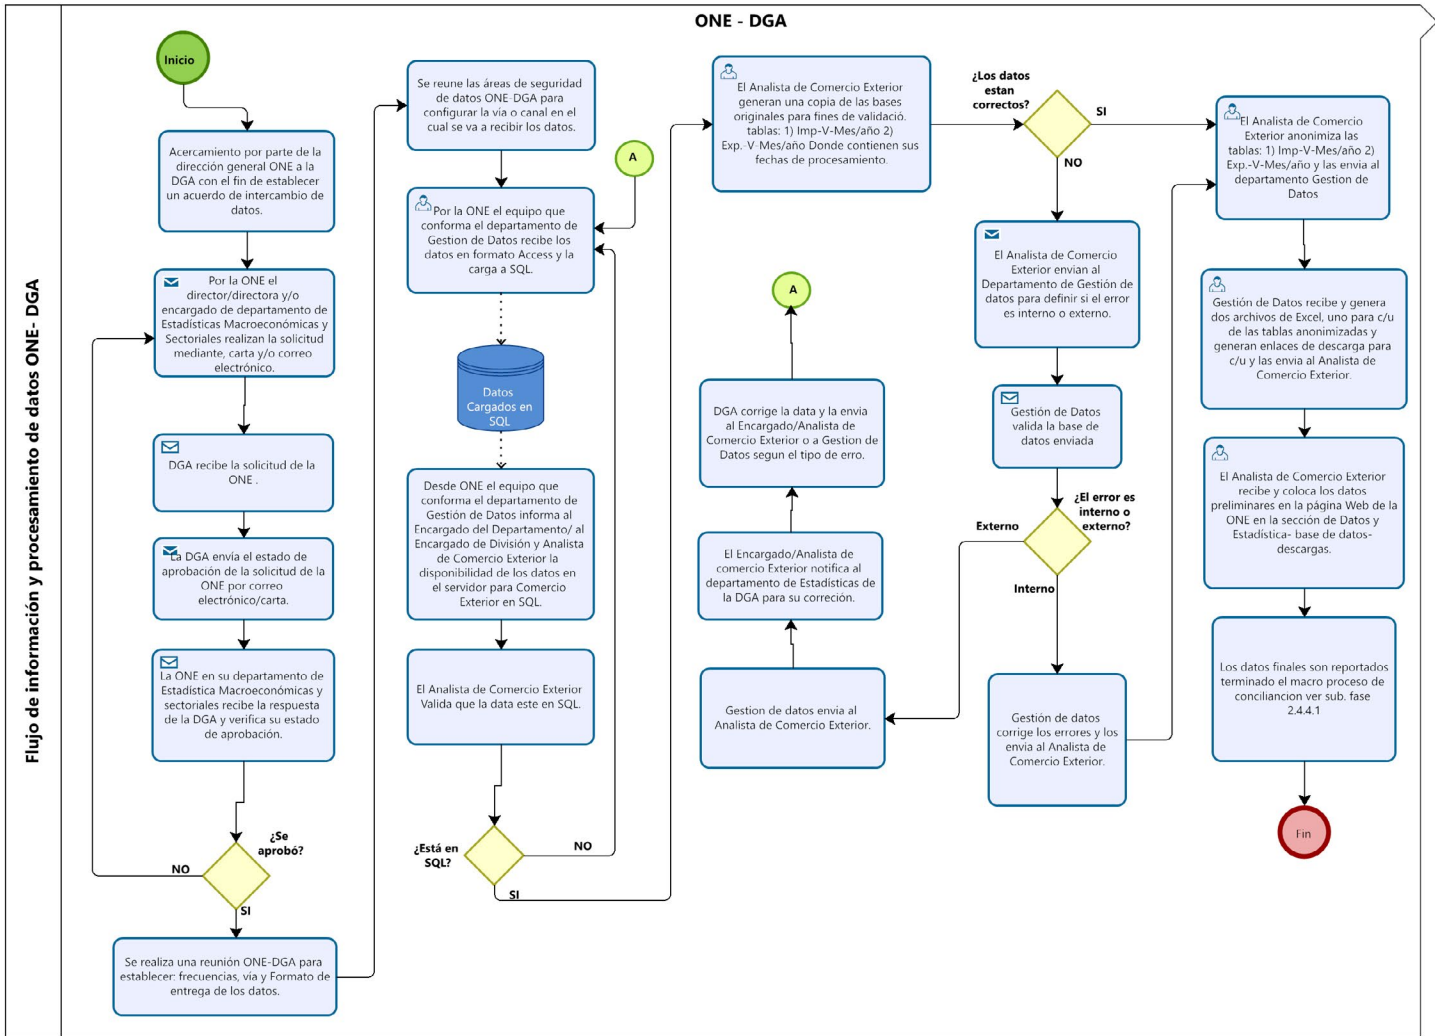 ONE - DGA
Flujo de información y procesamiento de datos ONE- DGA
Inicio
Acercamiento por parte de la
dirección general ONE a la
DGA con el fin de establecer
un acuerdo de intercambio de
datos.
Por la ONE el
director/directora y/o
encargado de departamento de
Estadísticas Macroeconómicas y
Sectoriales realizan la solicitud
mediante, carta y/o correo
electrónico.
DGA recibe la solicitud de la
ONE .
La DGA envía el estado de
aprobación de la solicitud de la
ONE por correo
electrónico/carta.
La ONE en su departamento de
Estadística Macroeconómicas y
sectoriales recibe la respuesta
de la DGA y verifica su estado
de aprobación.
¿Se
aprobó?
NO
SI
Se realiza una reunión ONE-DGA para
establecer: frecuencias, via y Formato de
entrega de los datos.
Se reune las áreas de seguridad
de datos ONE-DGA para
configurar la vía o canal en el
cual se va a recibir los datos.
A
Por la ONE el equipo que
conforma el departamento de
Gestion de Datos recibe los
datos en formato Access y la
carga a SQL.
Datos
Cargados en
SQL
Desde ONE el equipo que
conforma el departamento de
Gestión de Datos informa al
Encargado del Departamento/ al
Encargado de División y Analista
de Comercio Exterior la
disponibilidad de los datos en
el servidor para Comercio
Exterior en SQL.
El Analista de Comercio Exterior
Valida que la data este en SQL.
¿Está en
SQL?
NO
SI
El Analista de Comercio Exterior
generan una copia de las bases
originales para fines de validació.
tablas: 1) Imp-V-Mes/año 2)
Exp.-V-Mes/año Donde contienen sus
fechas de procesamiento.
¿Los datos
estan
correctos?
SI
NO
El Analista de Comercio
Exterior envian al
Departamento de Gestión de
datos para definir si el error
es interno o externo.
Gestión de Datos
valida la base de
datos enviada
¿El error es
interno o
externo?
Externo
Interno
Gestión de datos
corrige los errores y los
envia al Analista de
Comercio Exterior.
Gestion de datos envia al
Analista de Comercio Exterior.
El Encargado/Analista de
comercio Exterior notifica al
departamento de Estadísticas de
la DGA para su correción.
DGA corrige la data y la envia
al Encargado/Analista de
Comercio Exterior o a Gestion de
Datos segun el tipo de erro.
A
El Analista de Comercio
Exterior anonimiza las
tablas: 1) Imp-V-Mes/año 2)
Exp.-V-Mes/año y las envia al
departamento Gestion de
Datos
Gestión de Datos recibe y genera
dos archivos de Excel, uno para c/u
de las tablas anonimizadas y
generan enlaces de descarga para
c/u y las envia al Analista de
Comercio Exterior.
El Analista de Comercio Exterior
recibe y coloca los datos
preliminares en la página Web de
la ONE en la sección de Datos y
Estadística- base de datos-
descargas.
Los datos finales son reportados
terminado el macro proceso de
conciliancion ver sub. fase
2.4.4.1
Fin